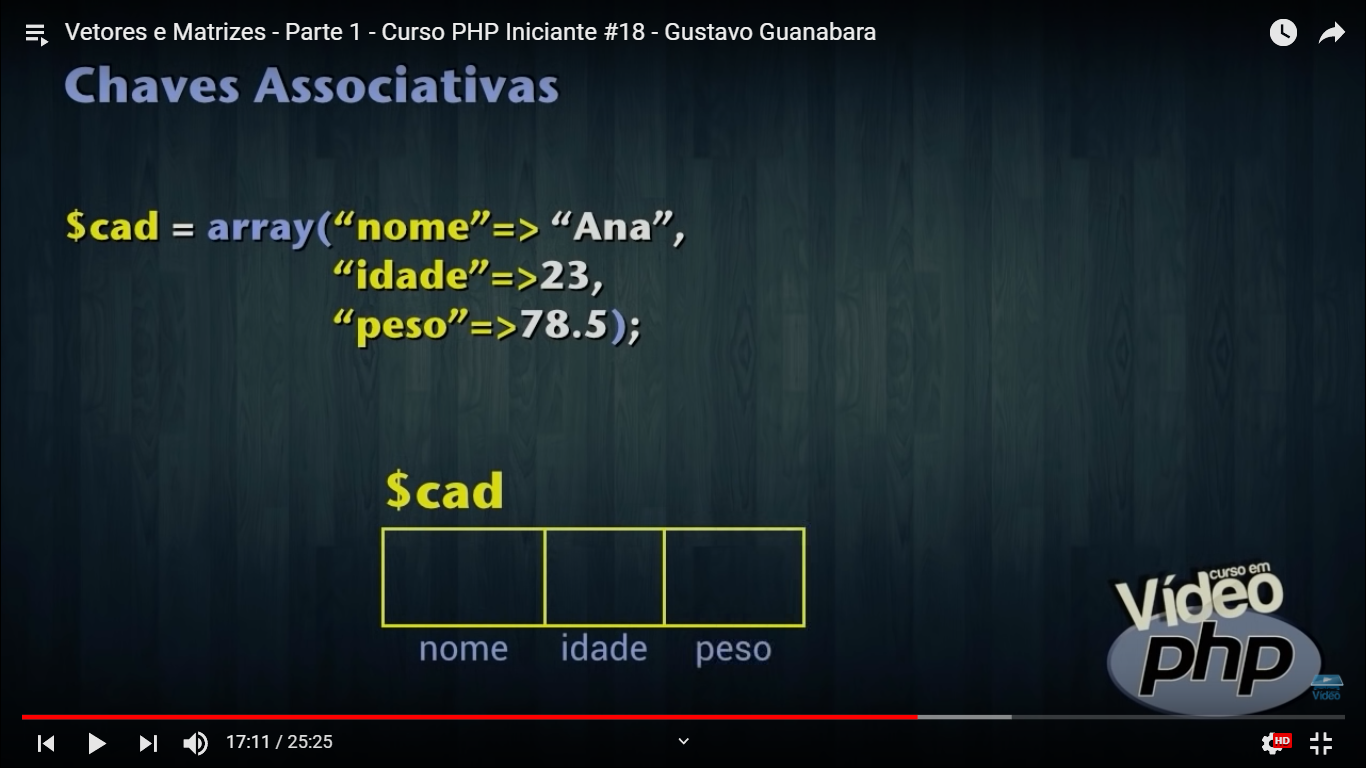 Vetores e Matrizes - Parte 1 - Curso PHP Iniciante #18 - Gustavo Guanabara
Chaves Associativas
$cad = array(“nome”=> “Ana”,
“idade”=>23,
“peso”=>78.5);
$cad
nome idade peso
curso em
Vídeo
php
Vídeo
17:11 / 25:25
HD